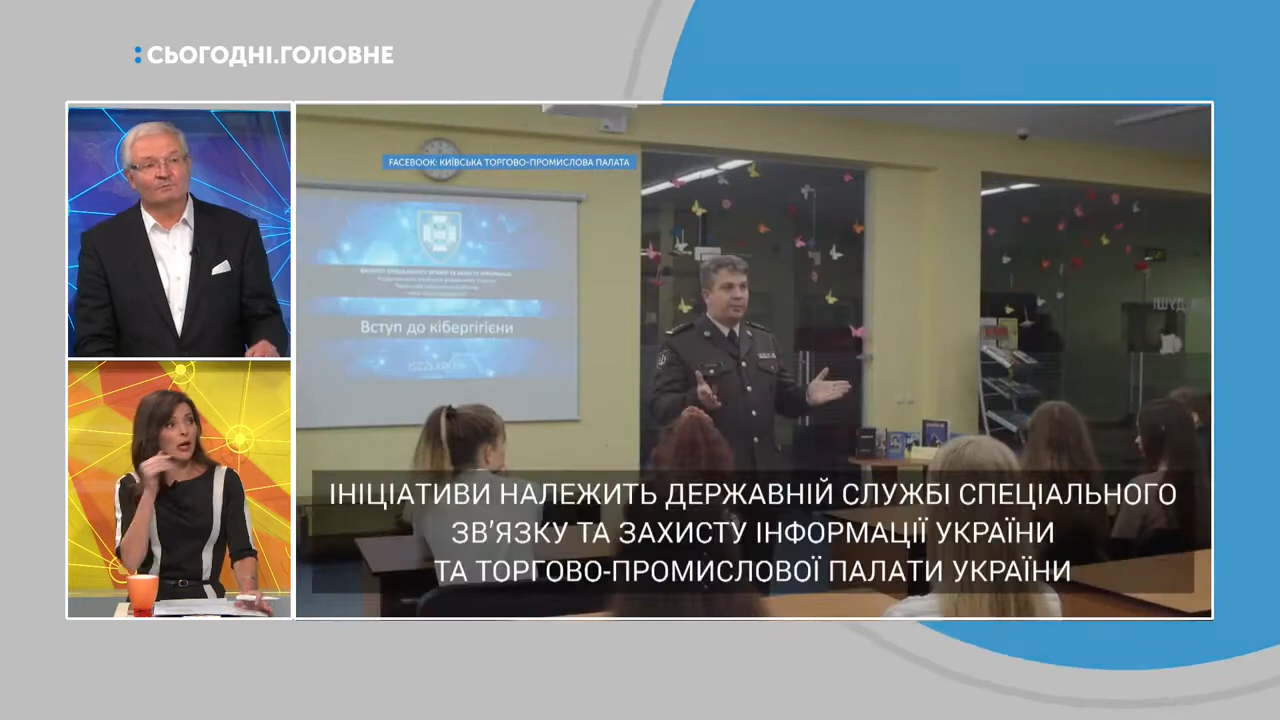 :СЬОГОДНІ.ГОЛОВНЕ
FACEBOOK: КИЇВСЬКА ТОРГОВО-ПРОМИСЛОВА ПАЛАТА
Вступ до кібергігієни
ІНІЦІАТИВИ НАЛЕЖИТЬ ДЕРЖАВНІЙ СЛУЖБІ СПЕЦІАЛЬНОГО
ЗВ'ЯЗКУ ТА ЗАХИСТУ ІНФОРМАЦІЇ УКРАЇНИ
ТА ТОРГОВО-ПРОМИСЛОВОЇ ПАЛАТИ УКРАЇНИ